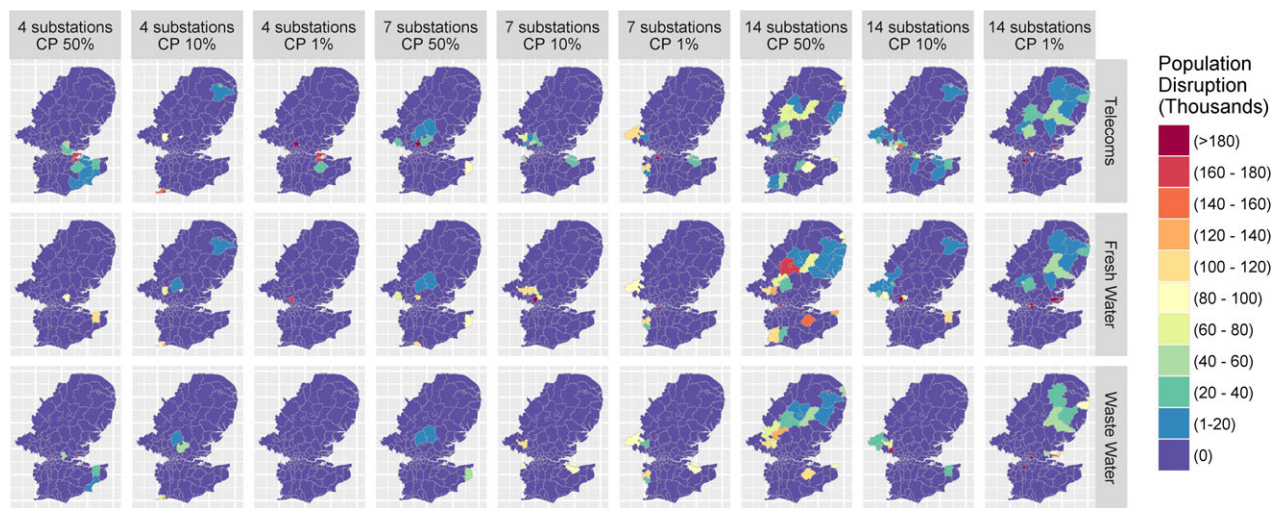 4 substations
CP 50%
4 substations
CP 10%
4 substations
CP 1%
7 substations
CP 50%
7 substations
CP 10%
7 substations
CP 1%
14 substations
CP 50%
14 substations
CP 10%
14 substations
CP 1%
Telecoms
Fresh Water
Waste Water
Population
Disruption
(Thousands)
(>180)
(160 - 180)
(140 - 160)
(120 - 140)
(100 - 120)
(80 - 100)
(60 - 80)
(40 - 60)
(20 - 40)
(1-20)
(0)